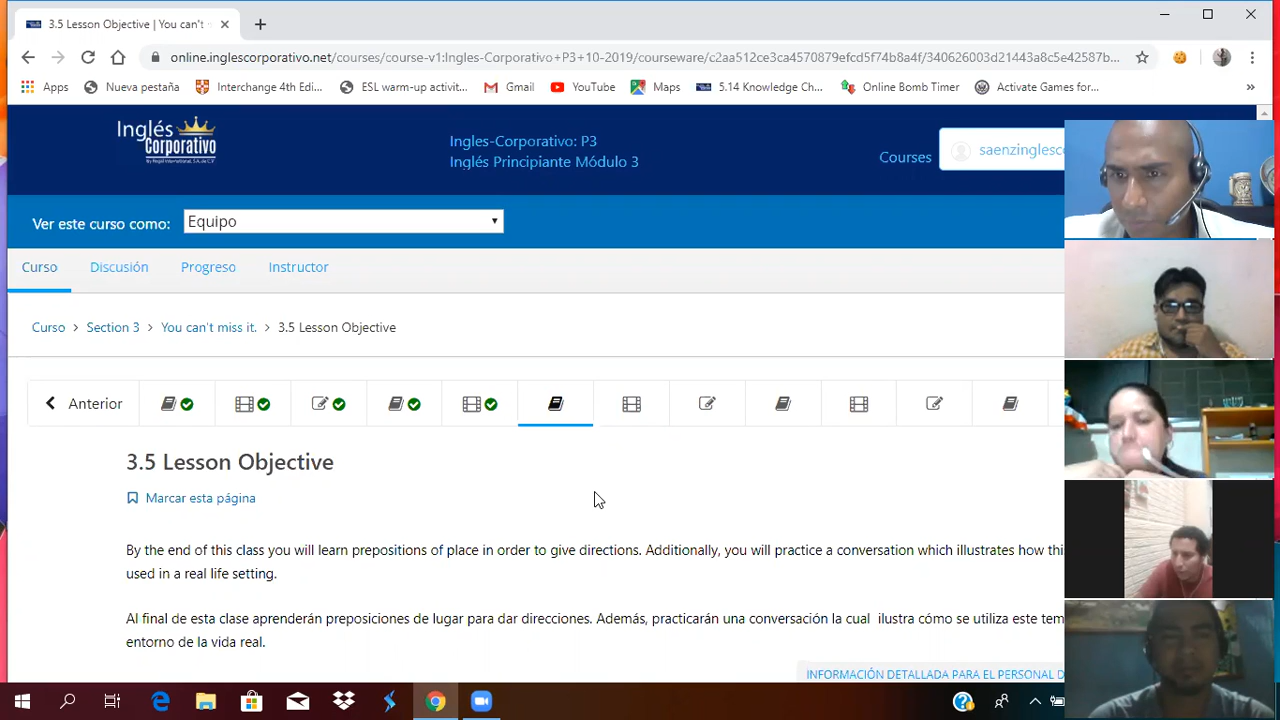 3.5 Lesson Objective | You can't
online.inglescorporativo.net/courses/course-v1:Ingles-Corporativo+P3+10-2019/courseware/c2aa512ce3ca4570879efcd5f74b8a4f/340626003d21443a8c5e42587b...
Apps Nueva pestaña Interchange 4th Edi... ESL warm-up activit... Gmail YouTube Maps 5.14 Knowledge Ch... Online Bomb Timer Activate Games for... »
Inglés
Corporativo
Ingles-Corporativo: P3
Inglés Principiante Módulo 3
Courses
saenzinglesc
Ver este curso como: Equipo
Curso Discusión Progreso Instructor
Curso > Section 3 > You can't miss it. > 3.5 Lesson Objective
Anterior
3.5 Lesson Objective
Marcar esta página
By the end of this class you will learn prepositions of place in order to give directions. Additionally, you will practice a conversation which illustrates how this
used in a real life setting.
Al final de esta clase aprenderán preposiciones de lugar para dar direcciones. Además, practicarán una conversación la cual ilustra cómo se utiliza este tem
entorno de la vida real.
INFORMACIÓN DETALLADA PARA EL PERSONAL D